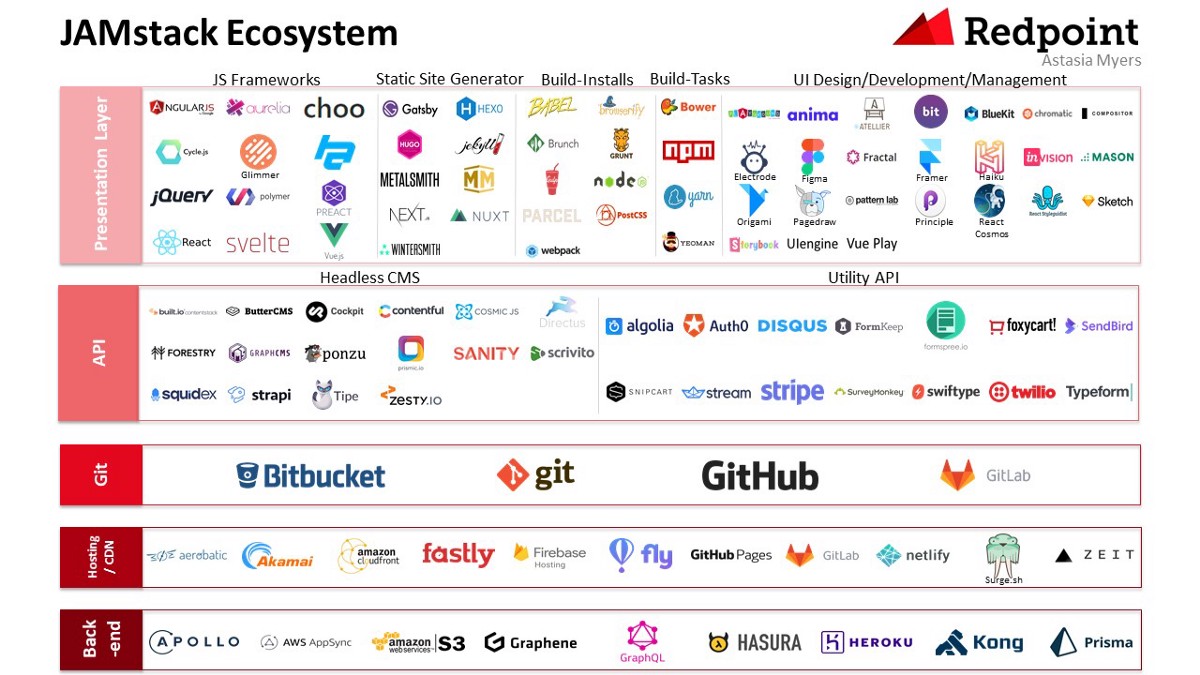 JAMstack Ecosystem
Redpoint
Astasia Myers
JS Frameworks
Static Site Generator
Build-Installs
Build-Tasks
UI Design/Development/Management
Presentation Layer
ANGULARJS
aurelia
choo
Gatsby
HEXO
BABEL
browserify
Bower
anima
ATELLIER
bit
BlueKit
chromatic
COMPOSITOR
Cycle.js
Glimmer
HUGO
jekyll
Brunch
GRUNT
npm
Electrode
Figma
Fractal
Framer
Haiku
invision
MASON
jQuery
polymer
PREACT
METALSMITH
MM
Gulp
node
yarn
Origami
Pagedraw
pattern lab
Principle
React
Cosmos
React Styleguidist
Sketch
React
svelte
Vue.js
NEXT.js
NUXT
WINTERSMITH
PARCEL
PostCSS
webpack
YEOMAN
Storybook
UIengine
Vue Play
Headless CMS
Utility API
API
built.io contentstack
ButterCMS
Cockpit
contentful
COSMIC JS
Directus
algolia
Auth0
DISQUS
FormKeep
formspree.io
foxycart!
SendBird
FORESTRY
GRAPHCMS
ponzu
prismic.io
SANITY
scrivito
squidex
strapi
Tipe
ZESTY.IO
SNIPCART
stream
stripe
SurveyMonkey
swiftype
twilio
Typeform
Git
Bitbucket
git
GitHub
GitLab
Hosting
/ CDN
aerobatic
Akamai
amazon
cloudfront
fastly
Firebase
Hosting
fly
GitHub Pages
GitLab
netlify
Surge.sh
ZEIT
Back
-end
APOLLO
AWS AppSync
amazon
webservices
S3
Graphene
GraphQL
HASURA
HEROKU
Kong
Prisma